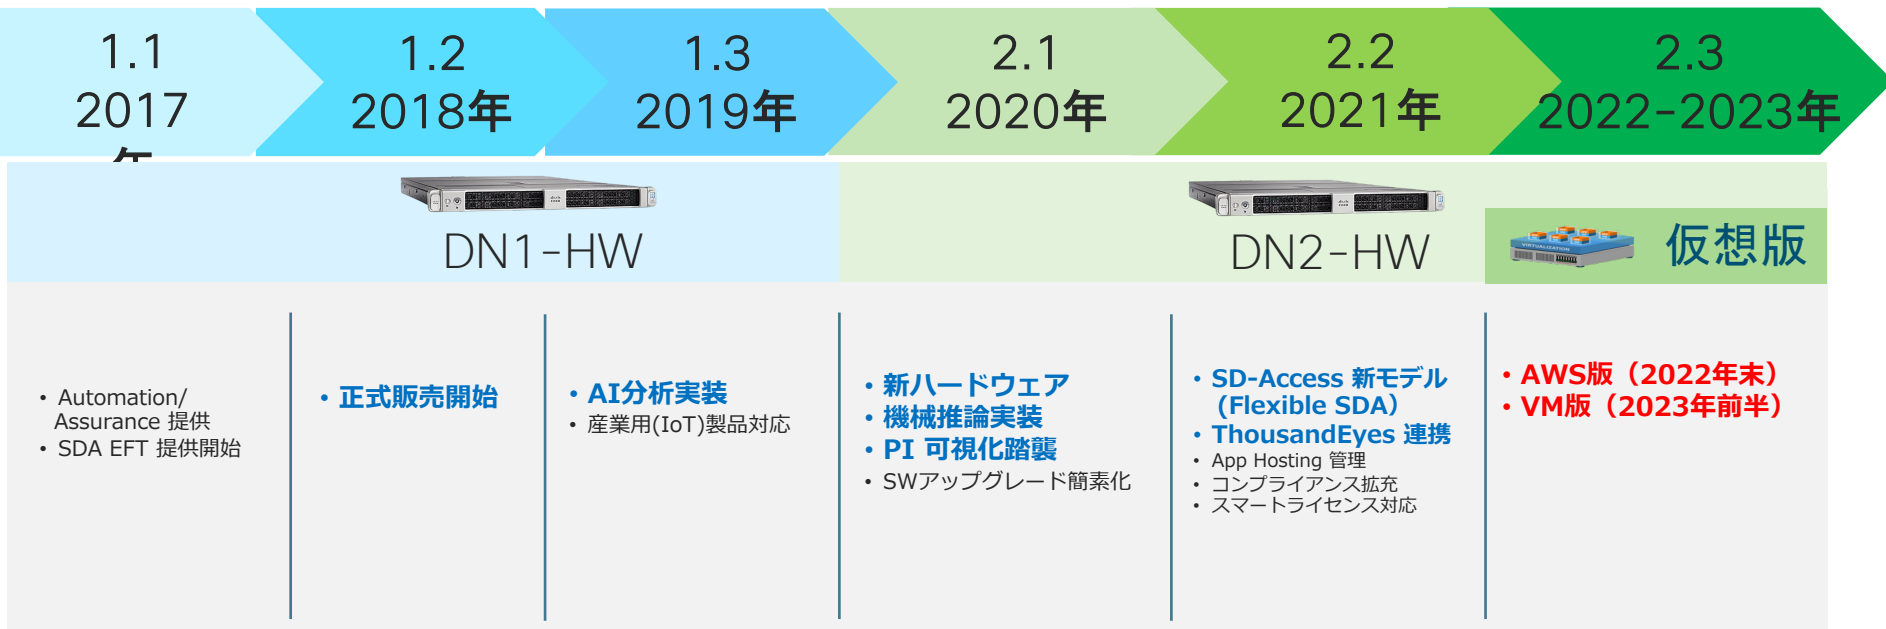 1.1
2017
年
1.2
2018年
1.3
2019年
2.1
2020年
2.2
2021年
2.3
2022-2023年
DN1-HW
DN2-HW
VIRTUALIZATION
仮想版
• Automation/
Assurance 提供
• SDA EFT 提供開始
• 正式販売開始
• AI分析実装
• 産業用(IoT)製品対応
• 新ハードウェア
• 機械推論実装
• PI 可視化踏襲
• SWアップグレード簡素化
• SD-Access 新モデル
(Flexible SDA）
• ThousandEyes 連携
• App Hosting 管理
• コンプライアンス拡充
• スマートライセンス対応
• AWS版（2022年末）
• VM版（2023年前半）